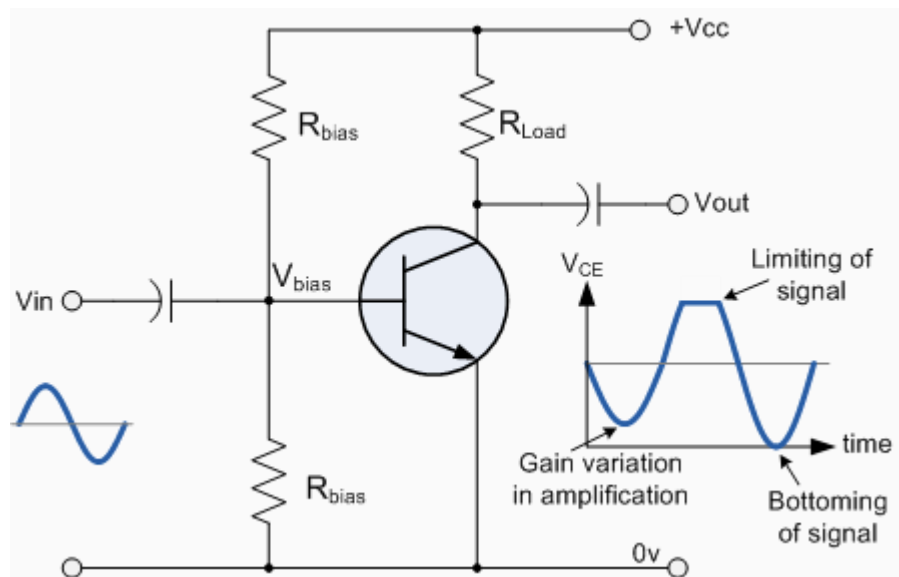 +Vcc
Rbias
RLoad
Vout
Vbias
Vin
VCE
Limiting of
signal
time
Gain variation
in amplification
Bottoming
of signal
Rbias
0v